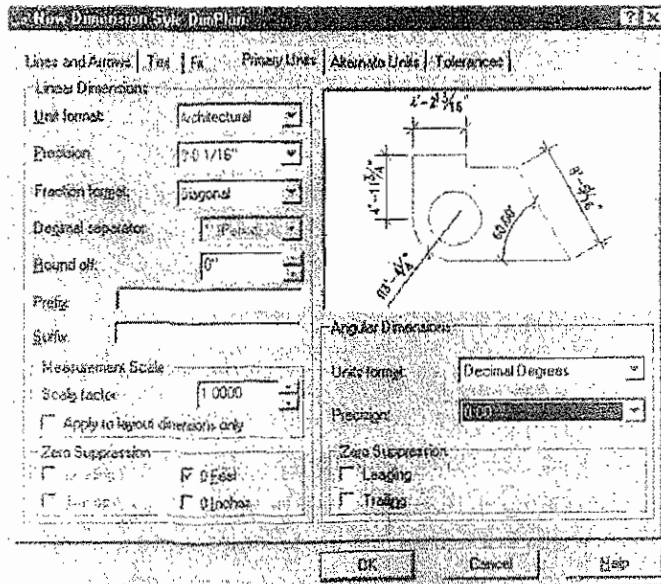 New Dimension Style: DimPlan
Lines and Arrows Text Primary Units Alternate Units Tolerances
Linear Dimensions
Unit format: Architectural
Precision 0'-0 1/16"
Fraction format: Diagonal
Decimal separator: '.' (Period)
Round off: 0"
Prefix:
Suffix:
Measurement Scale
Scale factor: 1.0000
Apply to layout dimensions only
Zero Suppression
0 Feet
0 Inches
60.00°
Angular Dimensions
Units format: Decimal Degrees
Precision: 0.00
Zero Suppression
Leading
Trailing
OK Cancel Help